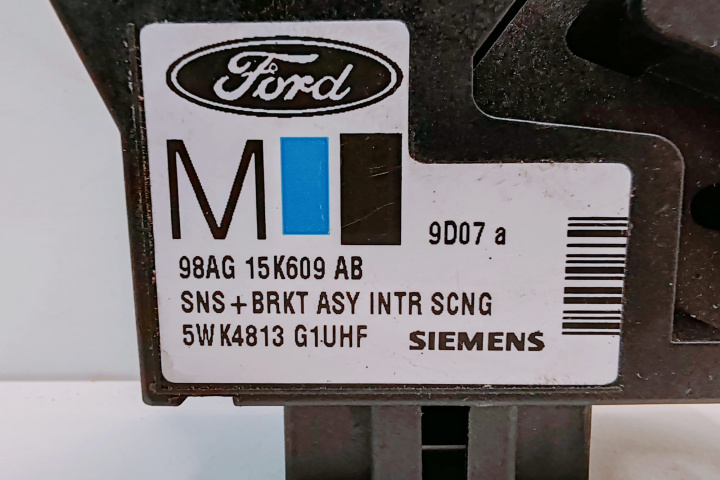 Ford
M
9D07 a
98AG 15K609 AB
SNS+BRKT ASY INTR SCNG
5WK4813 G1UHF SIEMENS